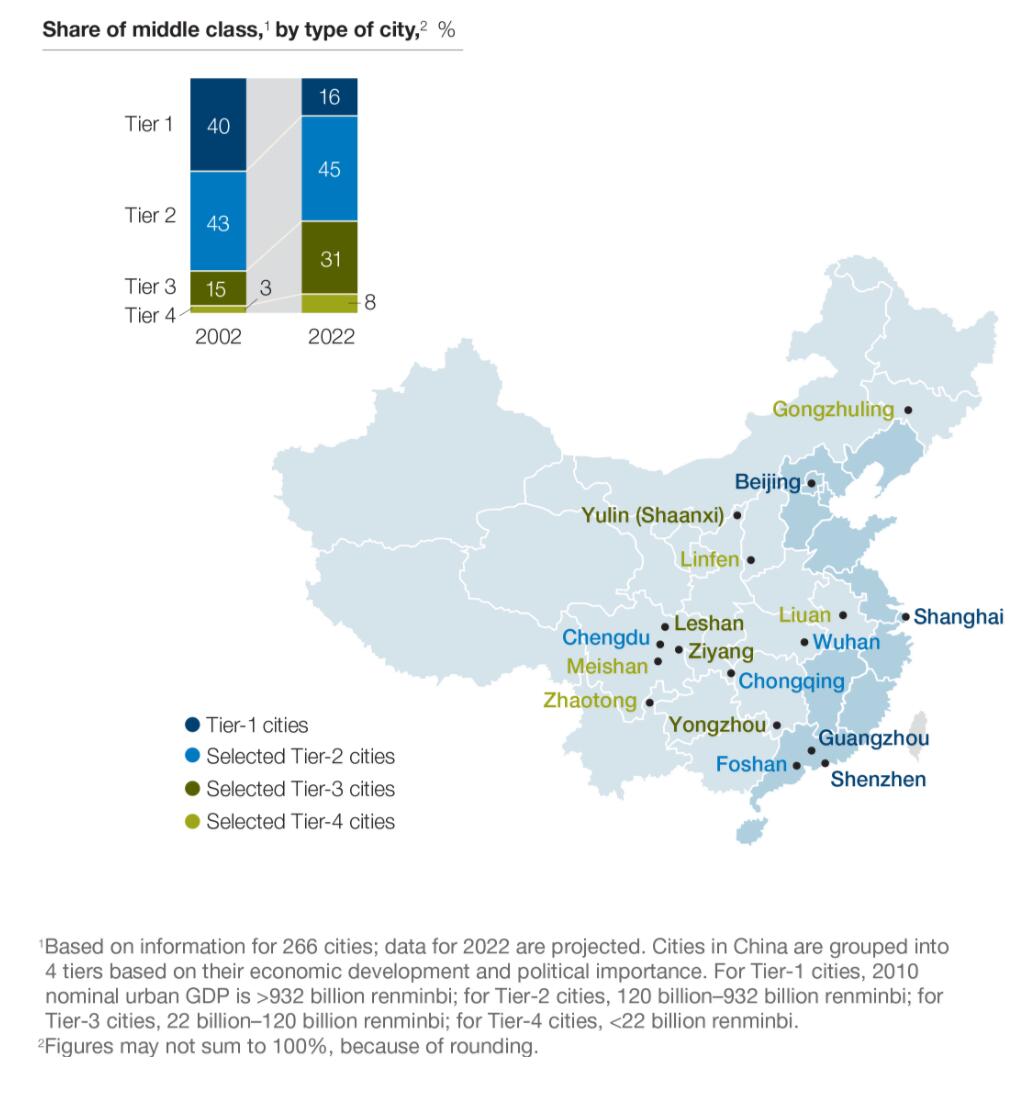 Share of middle class,¹ by type of city,² %
16
Tier 1
40
45
Tier 2
43
31
Tier 3
15
3
8
Tier 4
2002
2022
Gongzhuling
Beijing
Yulin (Shaanxi)
Linfen
Liuan
Shanghai
Leshan
Chengdu
Wuhan
Ziyang
Meishan
Chongqing
Zhaotong
Yongzhou
Guangzhou
Foshan
Shenzhen
Tier-1 cities
Selected Tier-2 cities
Selected Tier-3 cities
Selected Tier-4 cities
¹Based on information for 266 cities; data for 2022 are projected. Cities in China are grouped into
4 tiers based on their economic development and political importance. For Tier-1 cities, 2010
nominal urban GDP is >932 billion renminbi; for Tier-2 cities, 120 billion–932 billion renminbi; for
Tier-3 cities, 22 billion–120 billion renminbi; for Tier-4 cities, <22 billion renminbi.
²Figures may not sum to 100%, because of rounding.